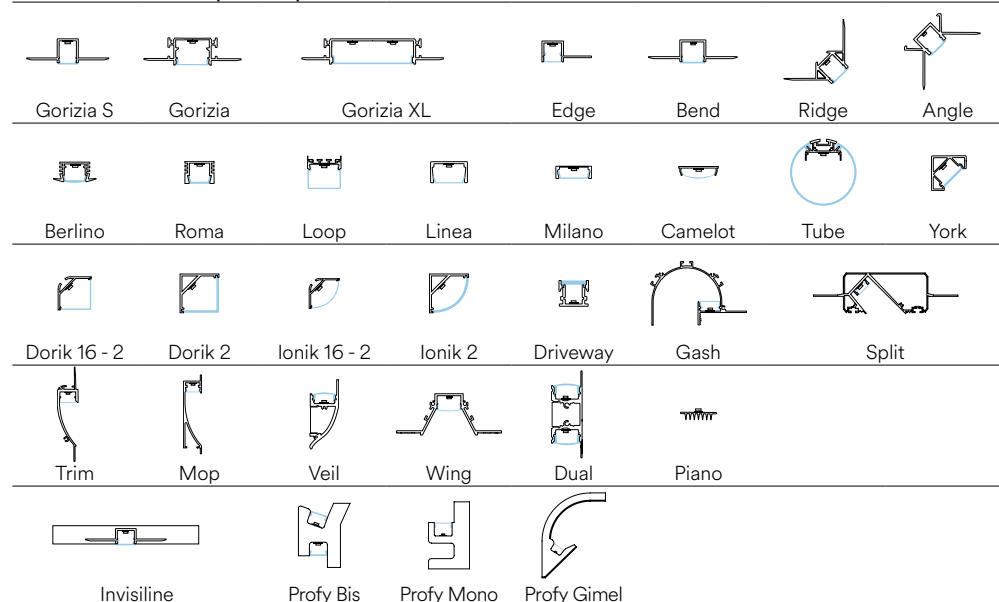 Gorizia S Gorizia Gorizia XL Edge Bend Ridge Angle
Berlino Roma Loop Linea Milano Camelot Tube York
Dorik 16 - 2 Dorik 2 Ionik 16 - 2 Ionik 2 Driveway Gash Split
Trim Mop Veil Wing Dual Piano
Invisiline Profy Bis Profy Mono Profy Gimel